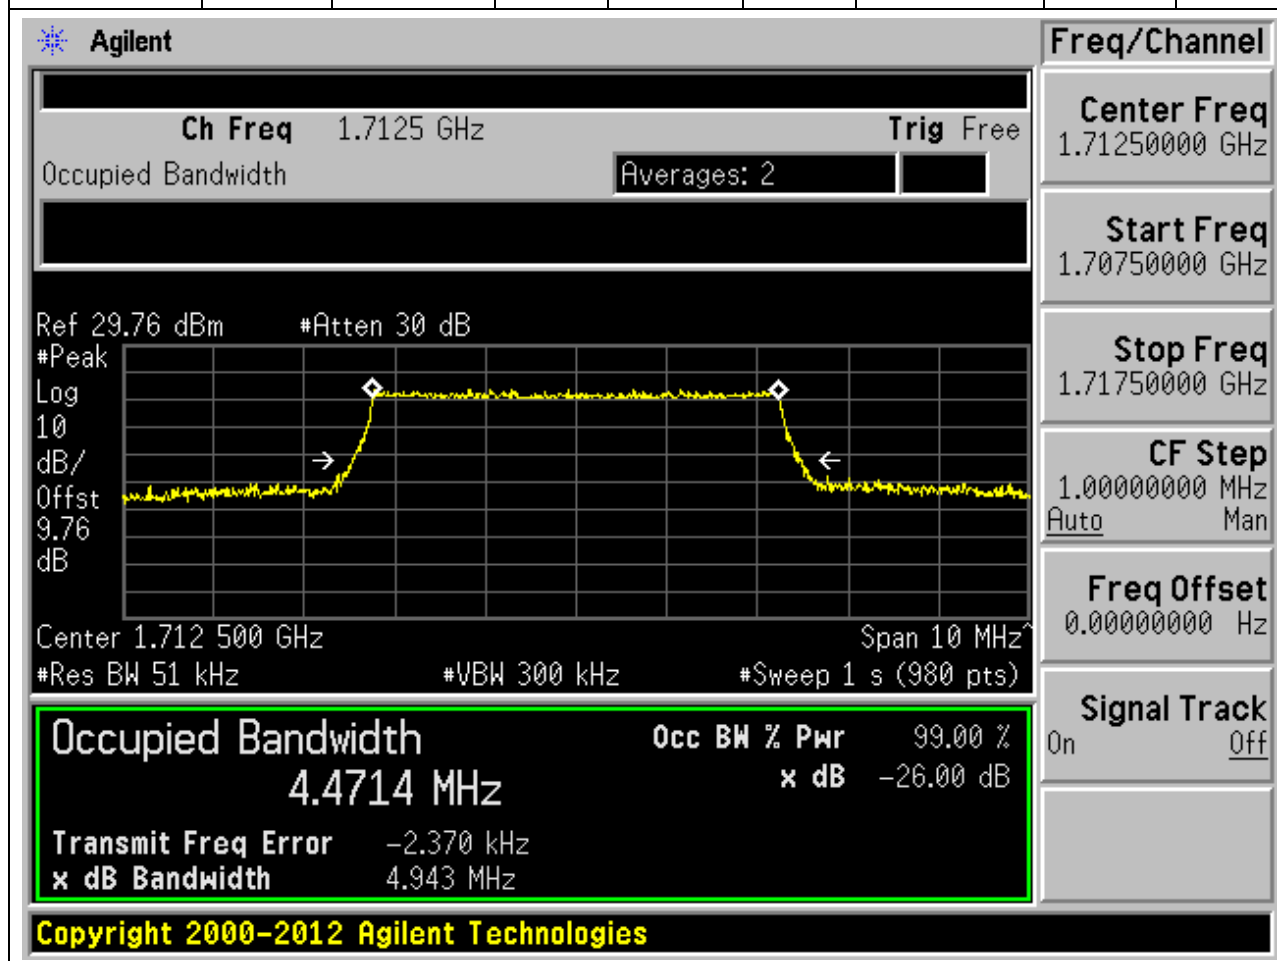 Agilent
Freq/Channel
Ch Freq 1.7125 GHz Trig Free
Occupied Bandwidth Averages: 2
Center Freq
1.71250000 GHz
Start Freq
1.70750000 GHz
Stop Freq
1.71750000 GHz
CF Step
1.00000000 MHz
Auto Man
Freq Offset
0.00000000 Hz
Signal Track
On Off
Ref 29.76 dBm #Atten 30 dB
#Peak
Log
10
dB/
Offst
9.76
dB
Center 1.712 500 GHz Span 10 MHz^
#Res BW 51 kHz #VBW 300 kHz #Sweep 1 s (980 pts)
Occupied Bandwidth Occ BW % Pwr 99.00 %
4.4714 MHz x dB -26.00 dB
Transmit Freq Error -2.370 kHz
x dB Bandwidth 4.943 MHz
Copyright 2000-2012 Agilent Technologies